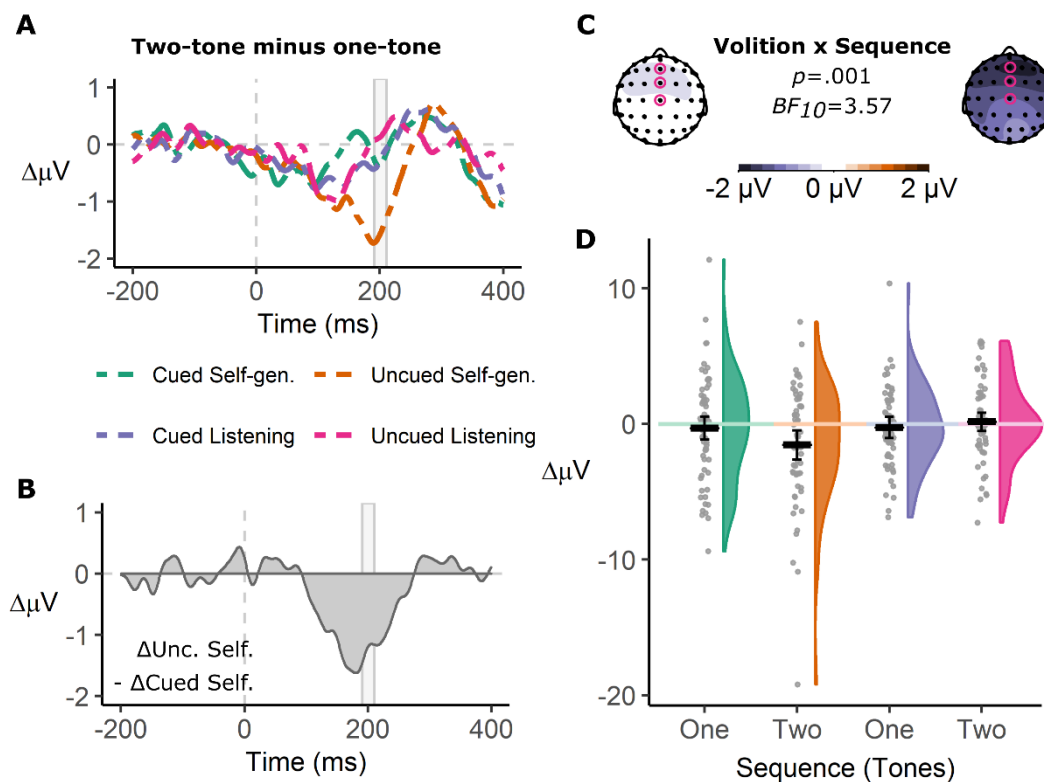 A
Two-tone minus one-tone
1
0
-1
-2
ΔµV
-200 0 200 400
Time (ms)
Cued Self-gen. Uncued Self-gen.
Cued Listening Uncued Listening
B
1
0
-1
-2
ΔµV
ΔUnc. Self.
- ΔCued Self.
-200 0 200 400
Time (ms)
C
Volition x Sequence
p=.001
BF10=3.57
-2 µV 0 µV 2 µV
D
10
0
-10
-20
ΔµV
One Two One Two
Sequence (Tones)